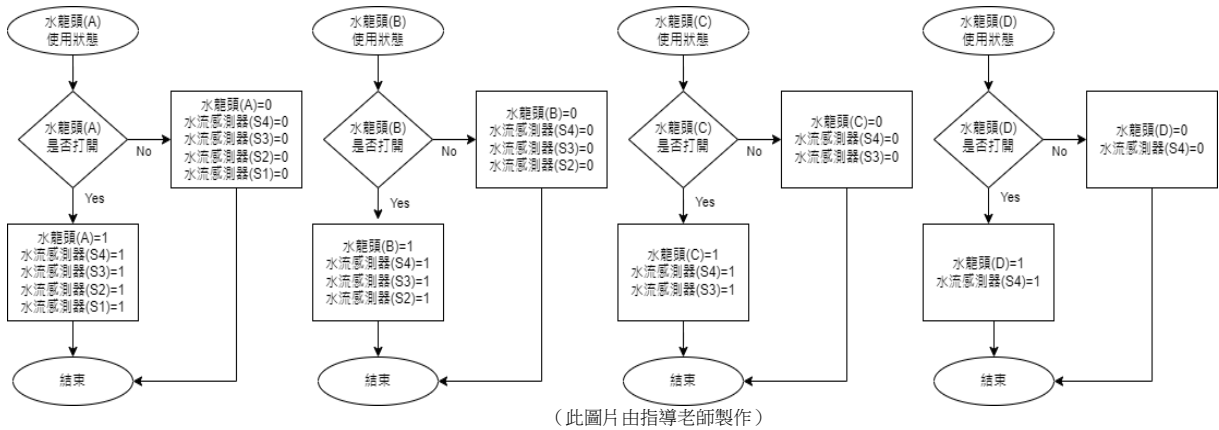 水龍頭(A)
使用狀態
水龍頭(A)
是否打開
No
水龍頭(A)=0
水流感測器(S4)=0
水流感測器(S3)=0
水流感測器(S2)=0
水流感測器(S1)=0
Yes
水龍頭(A)=1
水流感測器(S4)=1
水流感測器(S3)=1
水流感測器(S2)=1
水流感測器(S1)=1
結束
水龍頭(B)
使用狀態
水龍頭(B)
是否打開
No
水龍頭(B)=0
水流感測器(S4)=0
水流感測器(S3)=0
水流感測器(S2)=0
Yes
水龍頭(B)=1
水流感測器(S4)=1
水流感測器(S3)=1
水流感測器(S2)=1
結束
水龍頭(C)
使用狀態
水龍頭(C)
是否打開
No
水龍頭(C)=0
水流感測器(S4)=0
水流感測器(S3)=0
Yes
水龍頭(C)=1
水流感測器(S4)=1
水流感測器(S3)=1
結束
水龍頭(D)
使用狀態
水龍頭(D)
是否打開
No
水龍頭(D)=0
水流感測器(S4)=0
Yes
水龍頭(D)=1
水流感測器(S4)=1
結束
（此圖片由指導老師製作）